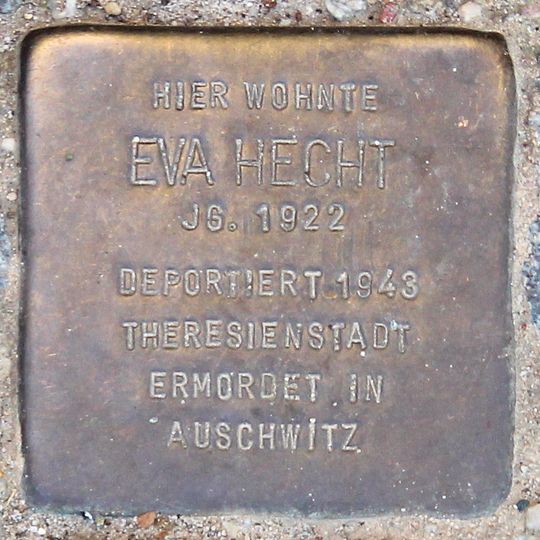 HIER WOHNTE
EVA HECHT
JG. 1922
DEPORTIERT 1943
THERESIENSTADT
ERMORDET IN
AUSCHWITZ